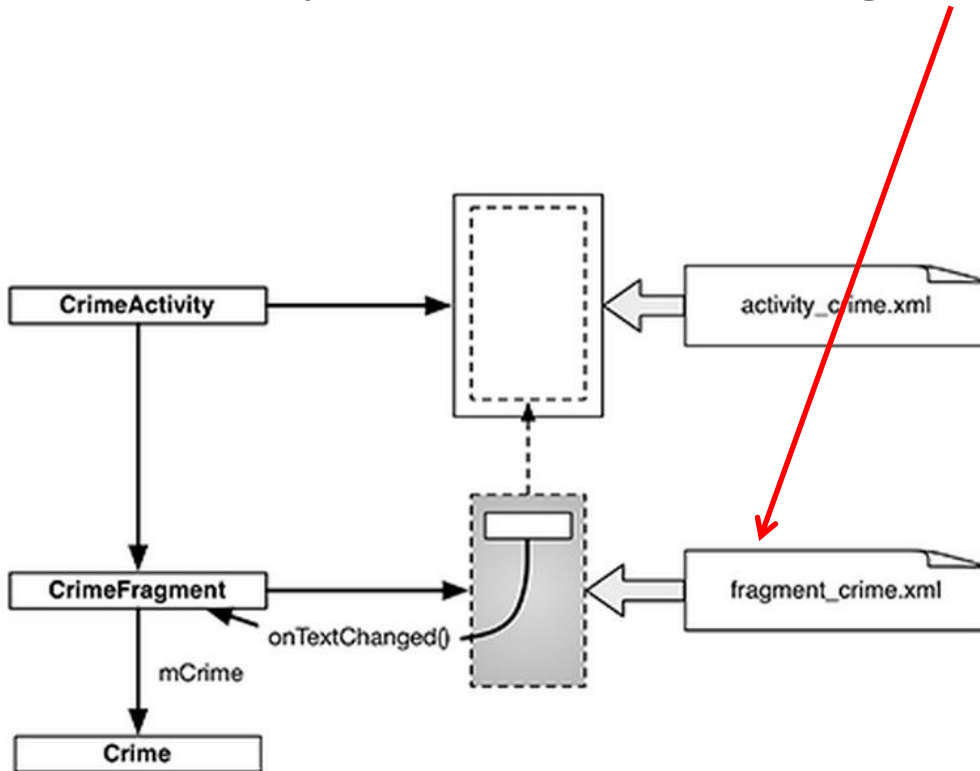 CrimeActivity
activity_crime.xml
CrimeFragment
fragment_crime.xml
onTextChanged()
mCrime
Crime